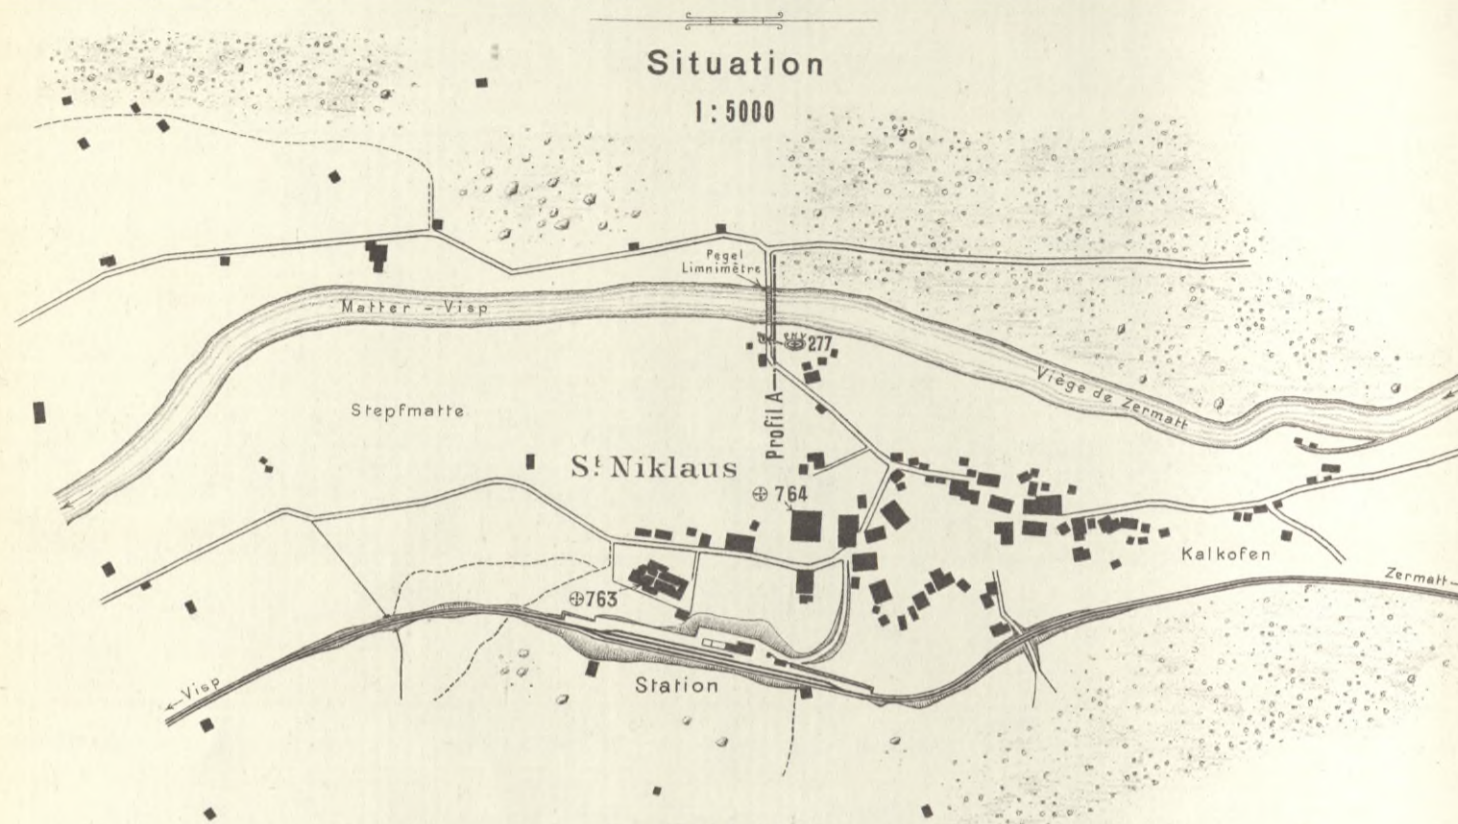 Situation
1 : 5000
Pegel
Limnimètre
Matter - Visp
277
Viège de Zermatt
Stepfmatte
Profil A
St Niklaus
764
Kalkofen
Zermatt
763
Visp
Station